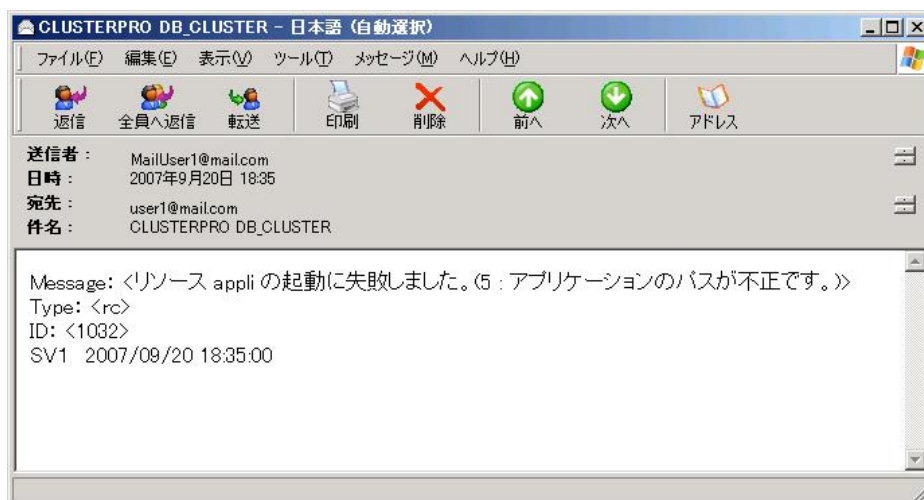 CLUSTERPRO DB_CLUSTER - 日本語 (自動選択)
ファイル(F) 編集(E) 表示(V) ツール(T) メッセージ(M) ヘルプ(H)
返信 全員へ返信 転送 印刷 削除 前へ 次へ アドレス
送信者: MailUser1@mail.com
日時: 2007年9月20日 18:35
宛先: user1@mail.com
件名: CLUSTERPRO DB_CLUSTER
Message: <リソース appli の起動に失敗しました。(5 : アプリケーションのパスが不正です。)>
Type: <rc>
ID: <1032>
SV1 2007/09/20 18:35:00